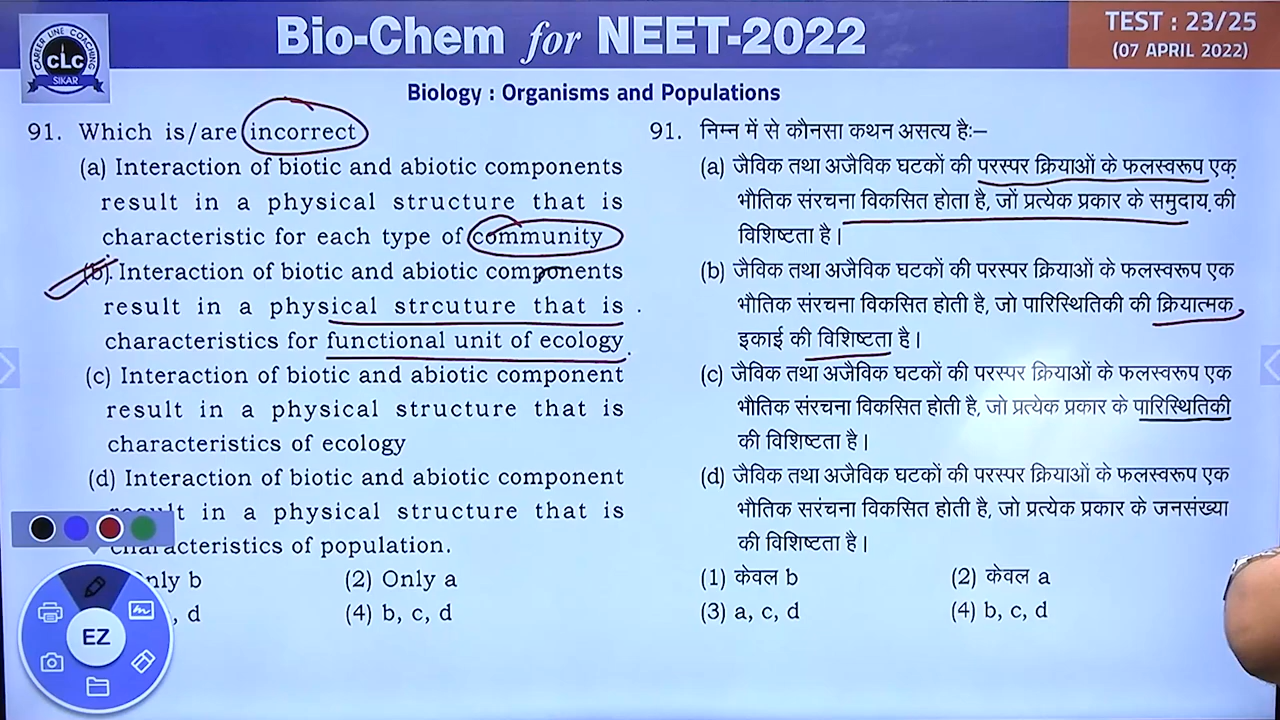 CAREER LINE COACHING
CLC
SIKAR
Bio-Chem for NEET-2022
TEST : 23/25
(07 APRIL 2022)
Biology : Organisms and Populations
91. Which is/are incorrect
(a) Interaction of biotic and abiotic components
result in a physical structure that is
characteristic for each type of community
(b) Interaction of biotic and abiotic components
result in a physical strcuture that is
characteristics for functional unit of ecology
(c) Interaction of biotic and abiotic component
result in a physical structure that is
characteristics of ecology
(d) Interaction of biotic and abiotic component
result in a physical structure that is
characteristics of population.
Only b (2) Only a
, d (4) b, c, d
91. निम्न में से कौनसा कथन असत्य है:–
(a) जैविक तथा अजैविक घटकों की परस्पर क्रियाओं के फलस्वरूप एक
भौतिक संरचना विकसित होता है, जों प्रत्येक प्रकार के समुदाय की
विशिष्टता है।
(b) जैविक तथा अजैविक घटकों की परस्पर क्रियाओं के फलस्वरूप एक
भौतिक संरचना विकसित होती है, जो पारिस्थितिकी की क्रियात्मक
इकाई की विशिष्टता है।
(c) जैविक तथा अजैविक घटकों की परस्पर क्रियाओं के फलस्वरूप एक
भौतिक संरचना विकसित होती है, जो प्रत्येक प्रकार के पारिस्थितिकी
की विशिष्टता है।
(d) जैविक तथा अजैविक घटकों की परस्पर क्रियाओं के फलस्वरूप एक
भौतिक सरंचना विकसित होती है, जो प्रत्येक प्रकार के जनसंख्या
की विशिष्टता है।
(1) केवल b (2) केवल a
(3) a, c, d (4) b, c, d
EZ